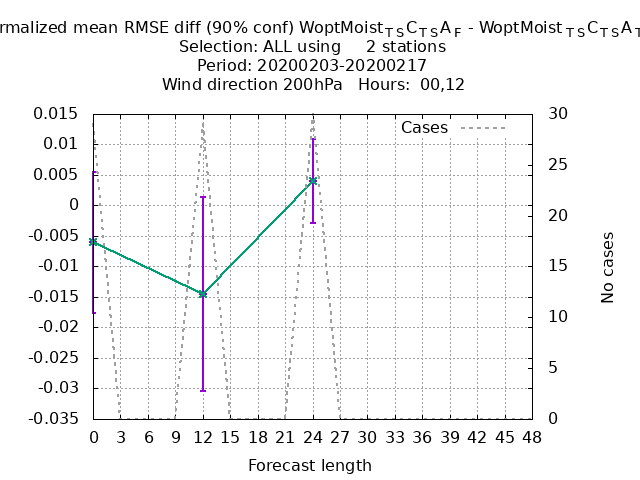 rmalized mean RMSE diff (90% conf) WoptMoistTSCTSAF - WoptMoistTSCTSAT
Selection: ALL using 2 stations
Period: 20200203-20200217
Wind direction 200hPa Hours: 00,12
Cases
0.015
0.01
0.005
0
-0.005
-0.01
-0.015
-0.02
-0.025
-0.03
-0.035
30
25
20
15
10
5
0
No cases
0 3 6 9 12 15 18 21 24 27 30 33 36 39 42 45 48
Forecast length